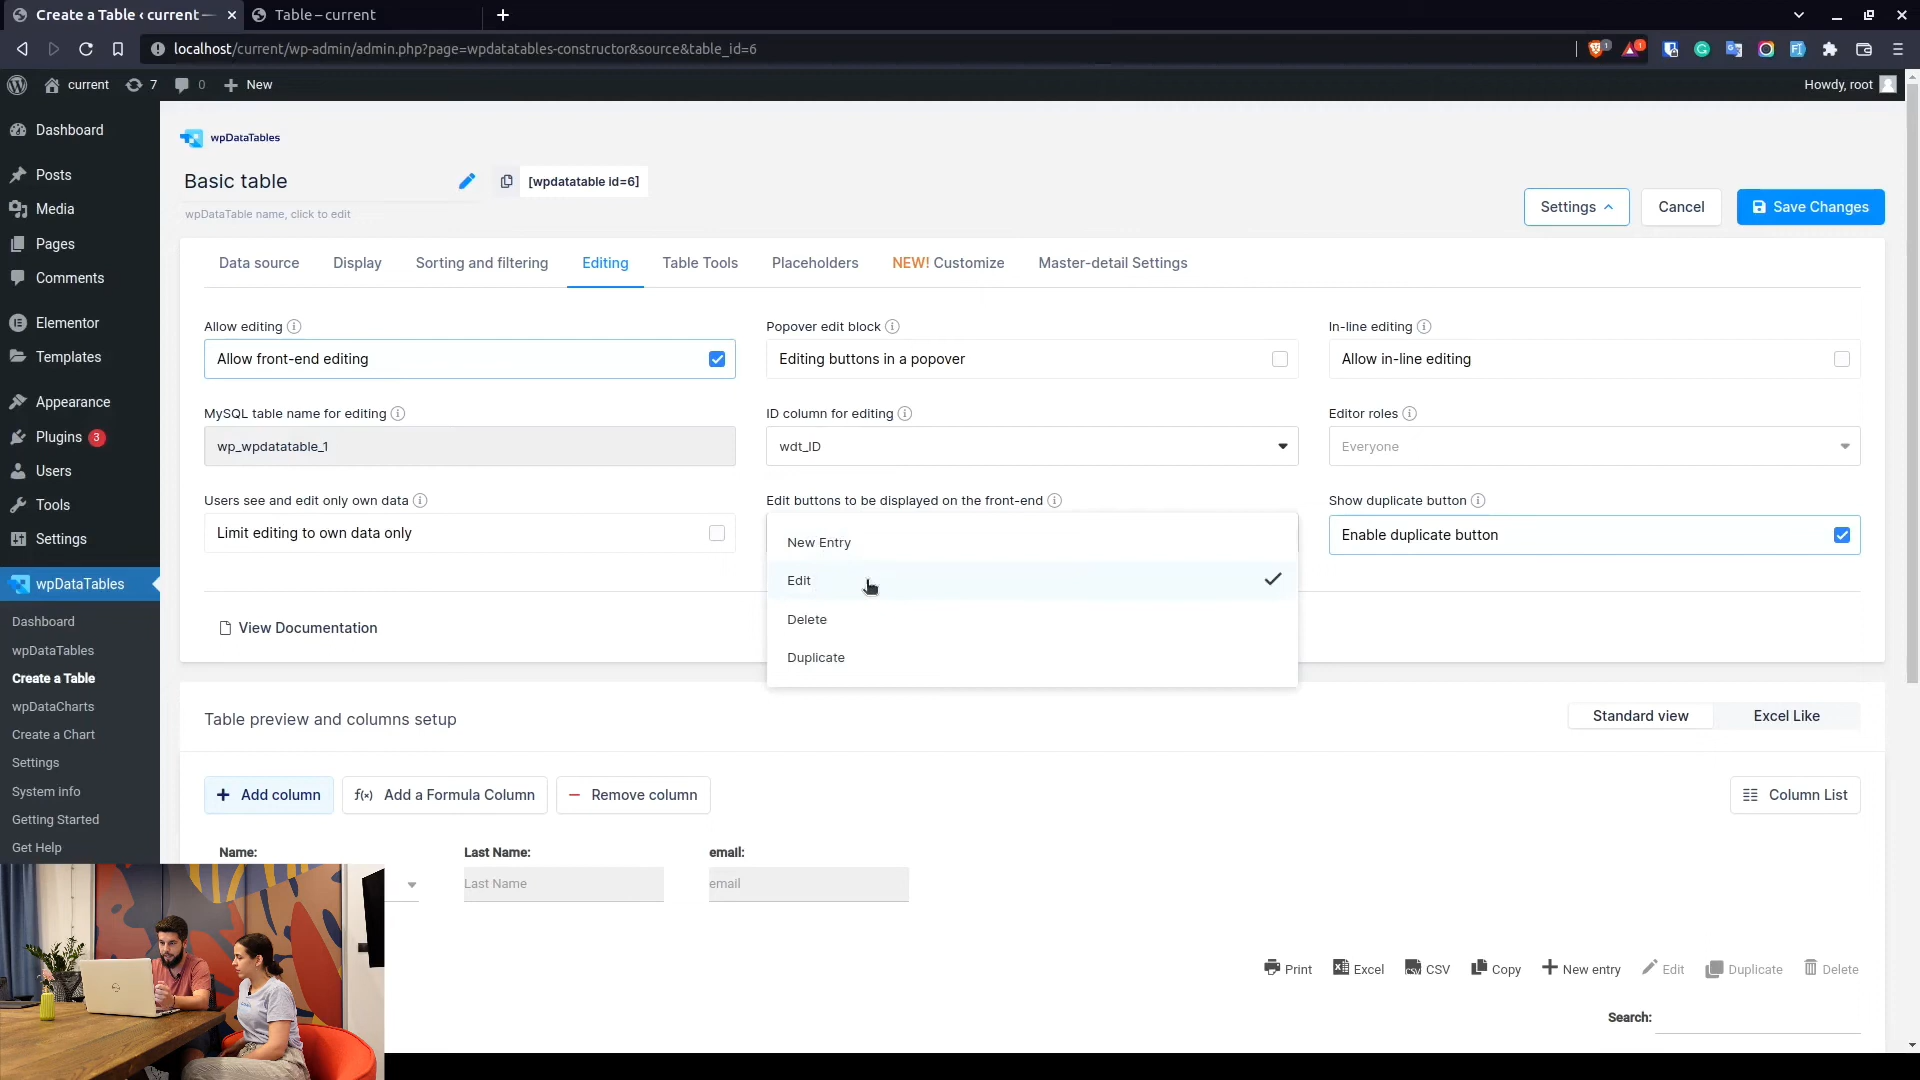 Create a Table ‹ current —
Table – current
localhost/current/wp-admin/admin.php?page=wpdatatables-constructor&source&table_id=6
1
1
current
7
0
New
Howdy, root
Dashboard
Posts
Media
Pages
Comments
Elementor
Templates
Appearance
Plugins 3
Users
Tools
Settings
wpDataTables
Dashboard
wpDataTables
Create a Table
wpDataCharts
Create a Chart
Settings
System info
Getting Started
Get Help
wpDataTables
Basic table
[wpdatatable id=6]
wpDataTable name, click to edit
Settings
Cancel
Save Changes
Data source
Display
Sorting and filtering
Editing
Table Tools
Placeholders
NEW! Customize
Master-detail Settings
Allow editing
Popover edit block
In-line editing
Allow front-end editing
Editing buttons in a popover
Allow in-line editing
MySQL table name for editing
ID column for editing
Editor roles
wp_wpdatatable_1
wdt_ID
Everyone
Users see and edit only own data
Edit buttons to be displayed on the front-end
Show duplicate button
Limit editing to own data only
Enable duplicate button
New Entry
Edit
Delete
Duplicate
View Documentation
Table preview and columns setup
Standard view
Excel Like
Add column
f(x) Add a Formula Column
Remove column
Column List
Name:
Last Name:
email:
Last Name
email
Print
Excel
CSV
Copy
New entry
Edit
Duplicate
Delete
Search: